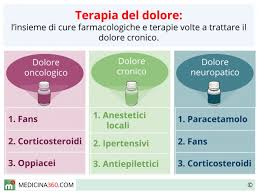 Terapia del dolore:
l'insieme di cure farmacologiche e terapie volte a trattare il
dolore cronico.
Dolore
oncologico
1. Fans
2. Corticosteroidi
3. Oppiacei
Dolore
cronico
1. Anestetici
locali
2. Ipertensivi
3. Antiepilettici
Dolore
neuropatico
1. Paracetamolo
2. Fans
3. Corticosteroidi
m
MEDICINA360.COM
©